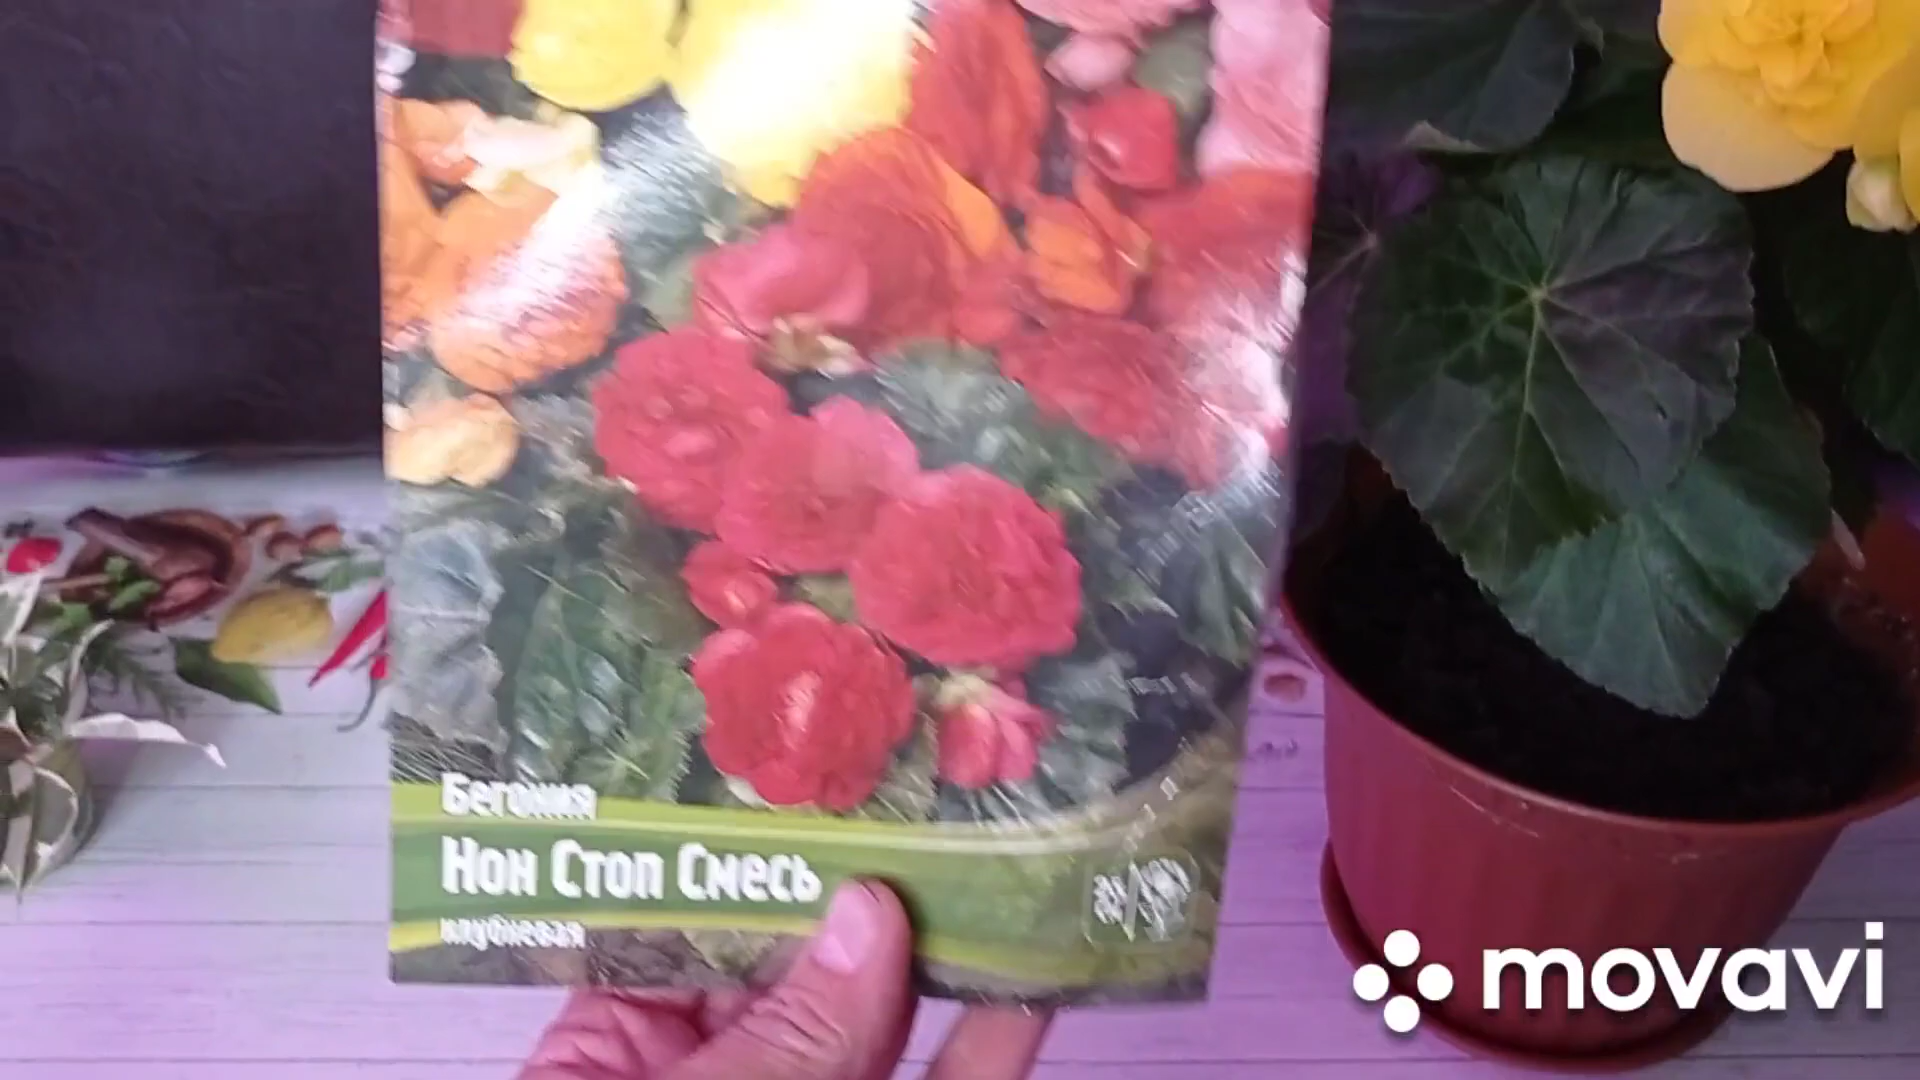 Бегония
Нон Стоп Смесь
клубневая
movavi